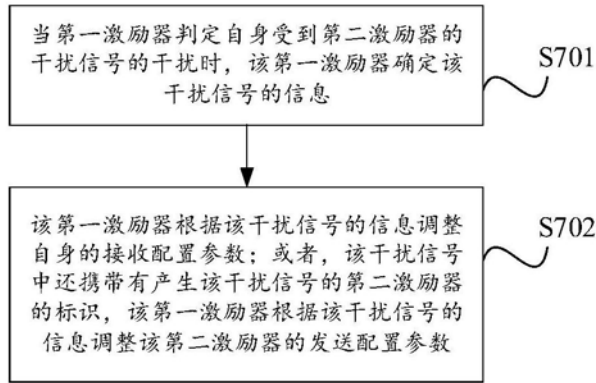 当第一激励器判定自身受到第二激励器的
干扰信号的干扰时，该第一激励器确定该
干扰信号的信息
S701
该第一激励器根据该干扰信号的信息调整
自身的接收配置参数；或者，该干扰信号
中还携带有产生该干扰信号的第二激励器
的标识，该第一激励器根据该干扰信号的
信息调整该第二激励器的发送配置参数
S702